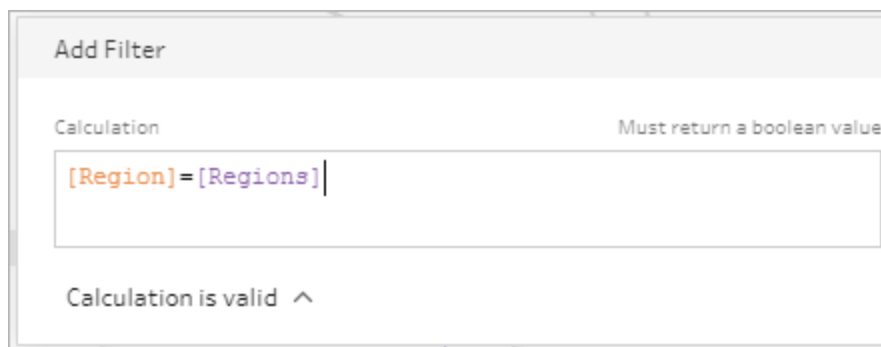 Add Filter
Calculation Must return a boolean value
[Region]=[Regions]
Calculation is valid